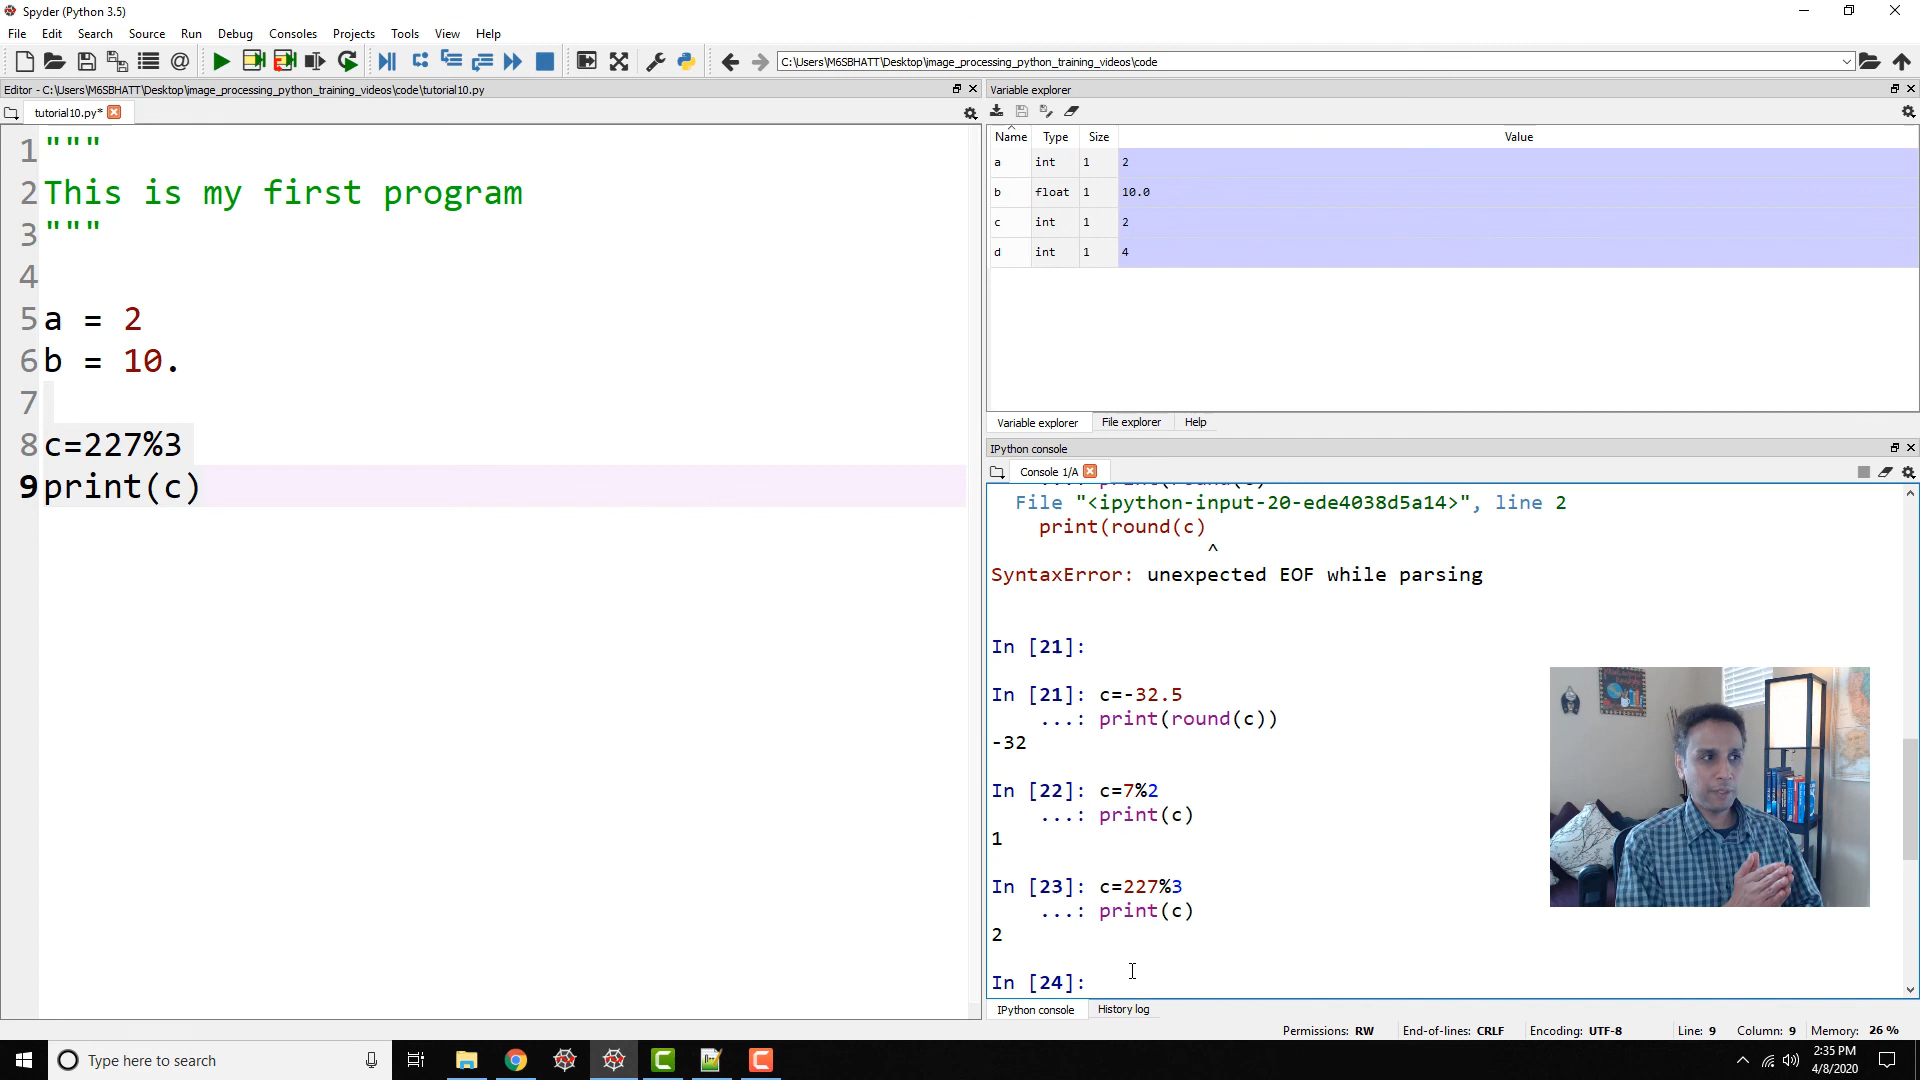 Spyder (Python 3.5)
File Edit Search Source Run Debug Consoles Projects Tools View Help
C:\Users\M6SBHATT\Desktop\image_processing_python_training_videos\code
Editor - C:\Users\M6SBHATT\Desktop\image_processing_python_training_videos\code\tutorial10.py
tutorial10.py*
1 """
2 This is my first program
3 """
4
5 a = 2
6 b = 10.
7
8 c=227%3
9 print(c)
Variable explorer
Name Type Size Value
a int 1 2
b float 1 10.0
c int 1 2
d int 1 4
Variable explorer File explorer Help
IPython console
Console 1/A
File "<ipython-input-20-ede4038d5a14>", line 2
print(round(c)
^
SyntaxError: unexpected EOF while parsing
In [21]:
In [21]: c=-32.5
...: print(round(c))
-32
In [22]: c=7%2
...: print(c)
1
In [23]: c=227%3
...: print(c)
2
In [24]:
IPython console History log
Permissions: RW End-of-lines: CRLF Encoding: UTF-8 Line: 9 Column: 9 Memory: 26 %
Type here to search
2:35 PM
4/8/2020